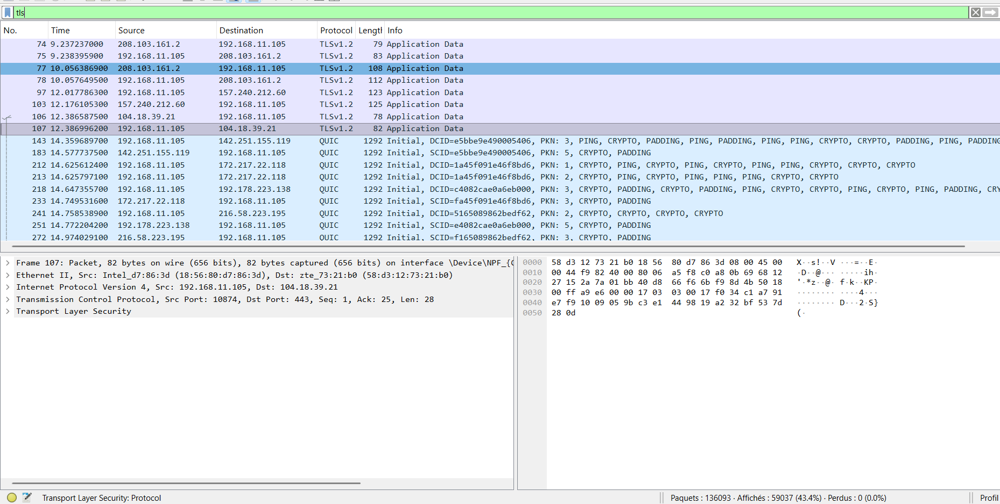 tls
No. Time Source Destination Protocol Lengtl Info
74 9.237237000 208.103.161.2 192.168.11.105 TLSv1.2 79 Application Data
75 9.238395900 192.168.11.105 208.103.161.2 TLSv1.2 83 Application Data
77 10.056386900 208.103.161.2 192.168.11.105 TLSv1.2 108 Application Data
78 10.057649500 192.168.11.105 208.103.161.2 TLSv1.2 112 Application Data
97 12.017786300 192.168.11.105 157.240.212.60 TLSv1.2 123 Application Data
103 12.176105300 157.240.212.60 192.168.11.105 TLSv1.2 125 Application Data
106 12.386587500 104.18.39.21 192.168.11.105 TLSv1.2 78 Application Data
107 12.386996200 192.168.11.105 104.18.39.21 TLSv1.2 82 Application Data
143 14.359689700 192.168.11.105 142.251.155.119 QUIC 1292 Initial, DCID=e5bbe9e490005406, PKN: 3, PING, CRYPTO, PADDING, PING, PADDING, PING, PING, CRYPTO, CRYPTO, PADDING, PING, PADDING
183 14.577737500 142.251.155.119 192.168.11.105 QUIC 1292 Initial, SCID=e5bbe9e490005406, PKN: 5, CRYPTO, PADDING
212 14.625612400 192.168.11.105 172.217.22.118 QUIC 1292 Initial, DCID=1a45f091e46f8bd6, PKN: 1, CRYPTO, PING, CRYPTO, PING, CRYPTO, PING, PING, CRYPTO, CRYPTO, CRYPTO
213 14.625797100 192.168.11.105 172.217.22.118 QUIC 1292 Initial, DCID=1a45f091e46f8bd6, PKN: 2, CRYPTO, PING, CRYPTO, PING, PING, PING, CRYPTO, CRYPTO
218 14.647355700 192.168.11.105 192.178.223.138 QUIC 1292 Initial, DCID=c4082cae0a6eb000, PKN: 3, CRYPTO, PADDING, CRYPTO, PADDING, PING, CRYPTO, CRYPTO, PING, CRYPTO, PING, PADDING, CRY
233 14.749531600 172.217.22.118 192.168.11.105 QUIC 1292 Initial, SCID=fa45f091e46f8bd6, PKN: 3, CRYPTO, PADDING
241 14.758538900 192.168.11.105 216.58.223.195 QUIC 1292 Initial, DCID=5165089862bedf62, PKN: 2, CRYPTO, CRYPTO, CRYPTO, CRYPTO
251 14.772204200 192.178.223.138 192.168.11.105 QUIC 1292 Initial, SCID=e4082cae0a6eb000, PKN: 5, CRYPTO, PADDING
272 14.974029100 216.58.223.195 192.168.11.105 QUIC 1292 Initial, SCID=f165089862bedf62, PKN: 3, CRYPTO, PADDING
Frame 107: Packet, 82 bytes on wire (656 bits), 82 bytes captured (656 bits) on interface \Device\NPF_{C
Ethernet II, Src: Intel_d7:86:3d (18:56:80:d7:86:3d), Dst: zte_73:21:b0 (58:d3:12:73:21:b0)
Internet Protocol Version 4, Src: 192.168.11.105, Dst: 104.18.39.21
Transmission Control Protocol, Src Port: 10874, Dst Port: 443, Seq: 1, Ack: 25, Len: 28
Transport Layer Security
0000 58 d3 12 73 21 b0 18 56 80 d7 86 3d 08 00 45 00 X··s!··V ···=··E·
0010 00 44 f9 82 40 00 80 06 a5 f8 c0 a8 0b 69 68 12 ·D··@··· ·····ih·
0020 27 15 2a 7a 01 bb 40 d8 66 f6 6b f9 8d 4b 50 18 '·*z··@· f·k··KP·
0030 00 ff a9 e6 00 00 17 03 03 00 17 f0 34 c1 a7 91 ········ ····4···
0040 e7 f9 10 09 05 9b c3 e1 44 98 19 a2 32 bf 53 7d ········ D···2·S}
0050 28 0d (·
Transport Layer Security: Protocol
Paquets : 136093 · Affichés : 59037 (43.4%) · Perdus : 0 (0.0%)
Profil